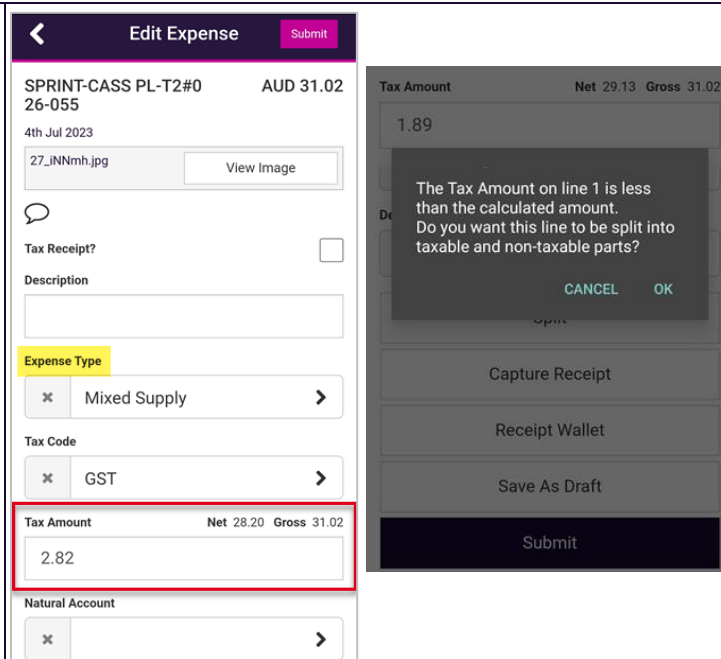 Edit Expense
Submit
SPRINT-CASS PL-T2#0
26-055
AUD 31.02
4th Jul 2023
27_iNNmh.jpg
View Image
Tax Receipt?
Description
Expense Type
Mixed Supply
Tax Code
GST
Tax Amount Net 28.20 Gross 31.02
2.82
Natural Account
Tax Amount Net 29.13 Gross 31.02
1.89
De
The Tax Amount on line 1 is less
than the calculated amount.
Do you want this line to be split into
taxable and non-taxable parts?
CANCEL OK
Split
Capture Receipt
Receipt Wallet
Save As Draft
Submit